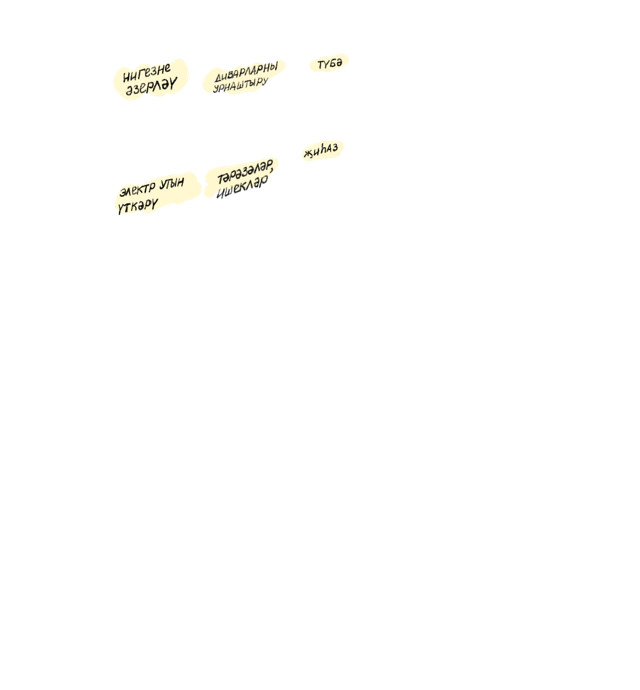 нигезне
әзерләү
диварларны
урнаштыру
түбә
электр утын
үткәрү
тәрәзәләр,
ишекләр
җиһаз